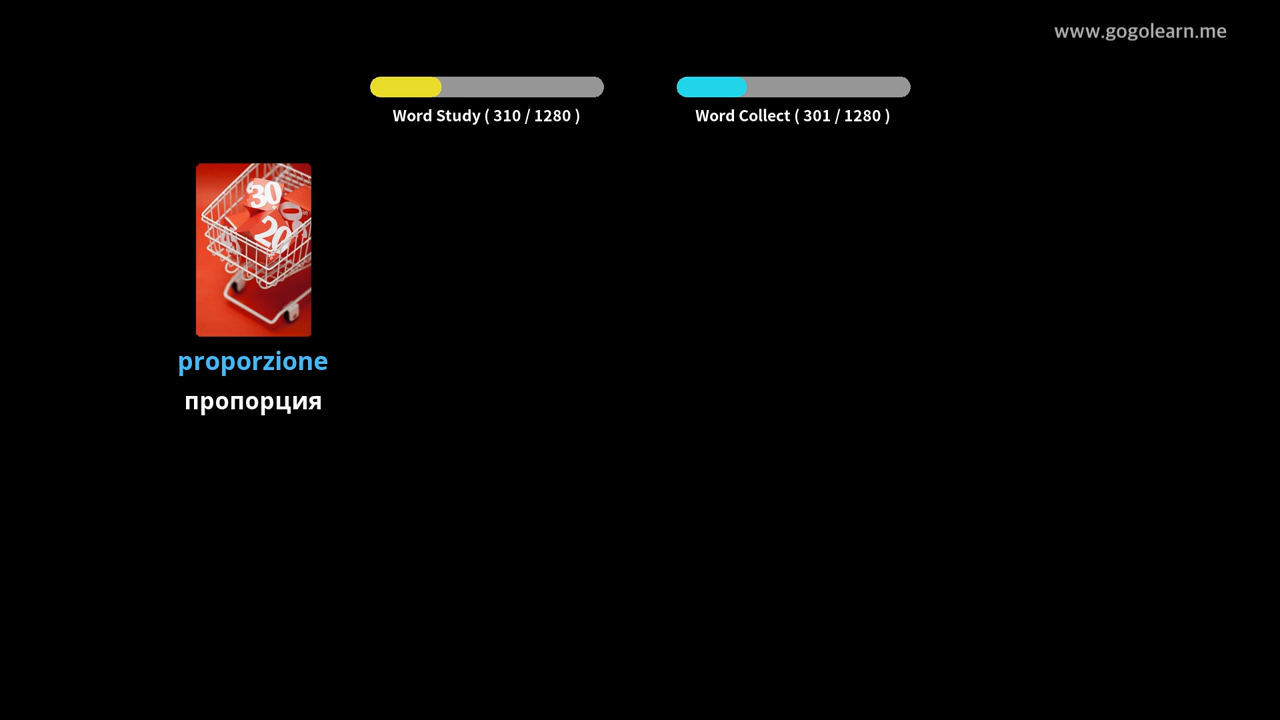 www.gogolearn.me
Word Study ( 310 / 1280 )
Word Collect ( 301 / 1280 )
30
20
proporzione
пропорция